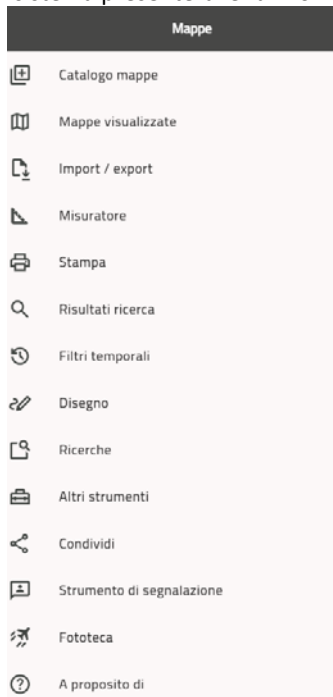 Mappe
Catalogo mappe
Mappe visualizzate
Import / export
Misuratore
Stampa
Risultati ricerca
Filtri temporali
Disegno
Ricerche
Altri strumenti
Condividi
Strumento di segnalazione
Fototeca
A proposito di